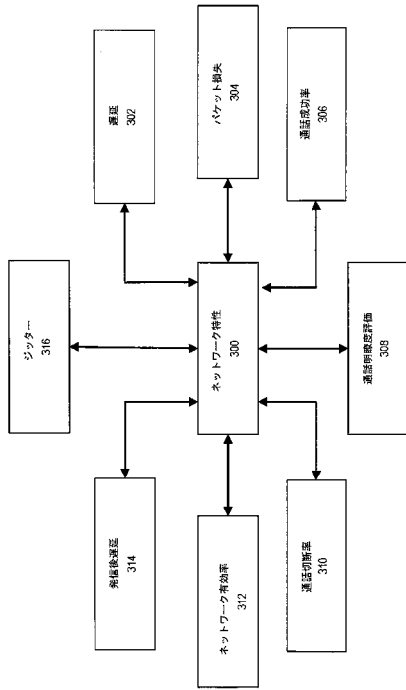 ネットワーク特性
300
遅延
302
パケット損失
304
通話成功率
306
通話明瞭度評価
308
通話切断率
310
ネットワーク有効率
312
発信後遅延
314
ジッター
316